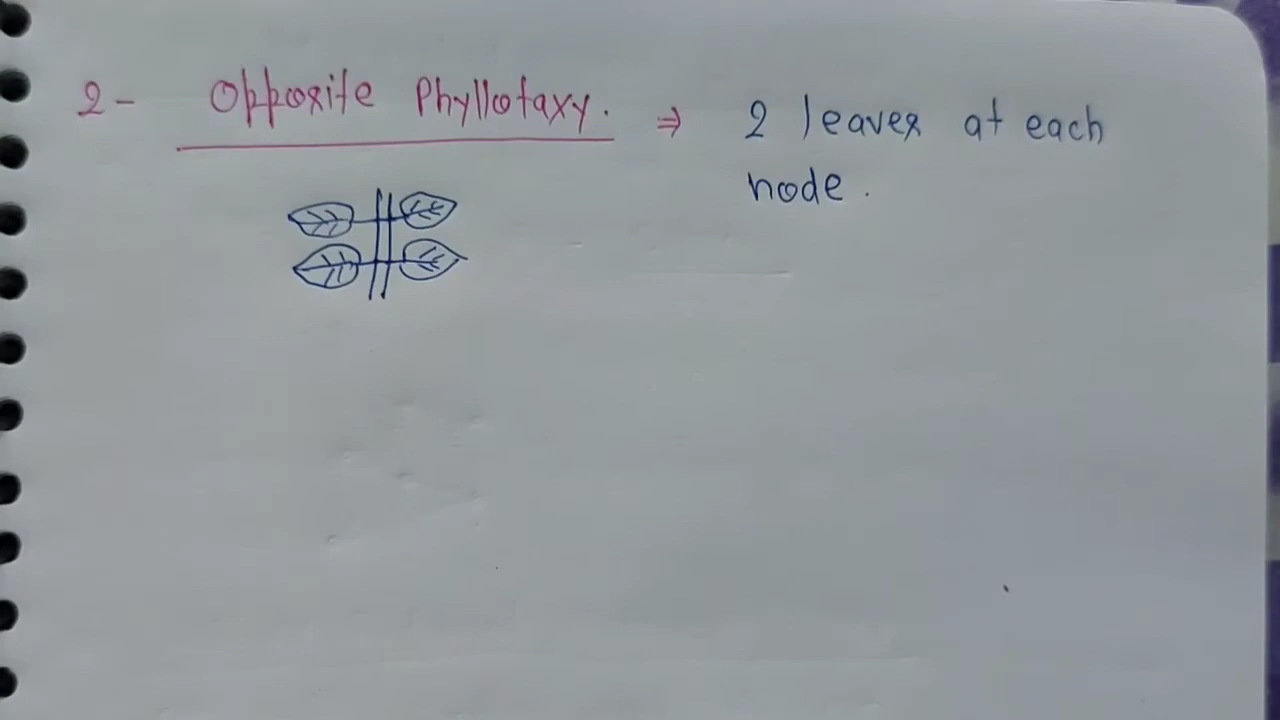 2- Opposite Phyllotaxy. ⇒ 2 leaves at each
node.